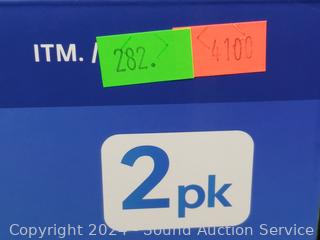 ITM. /
282.
4100
2pk
Copyright 2024 - Sound Auction Service